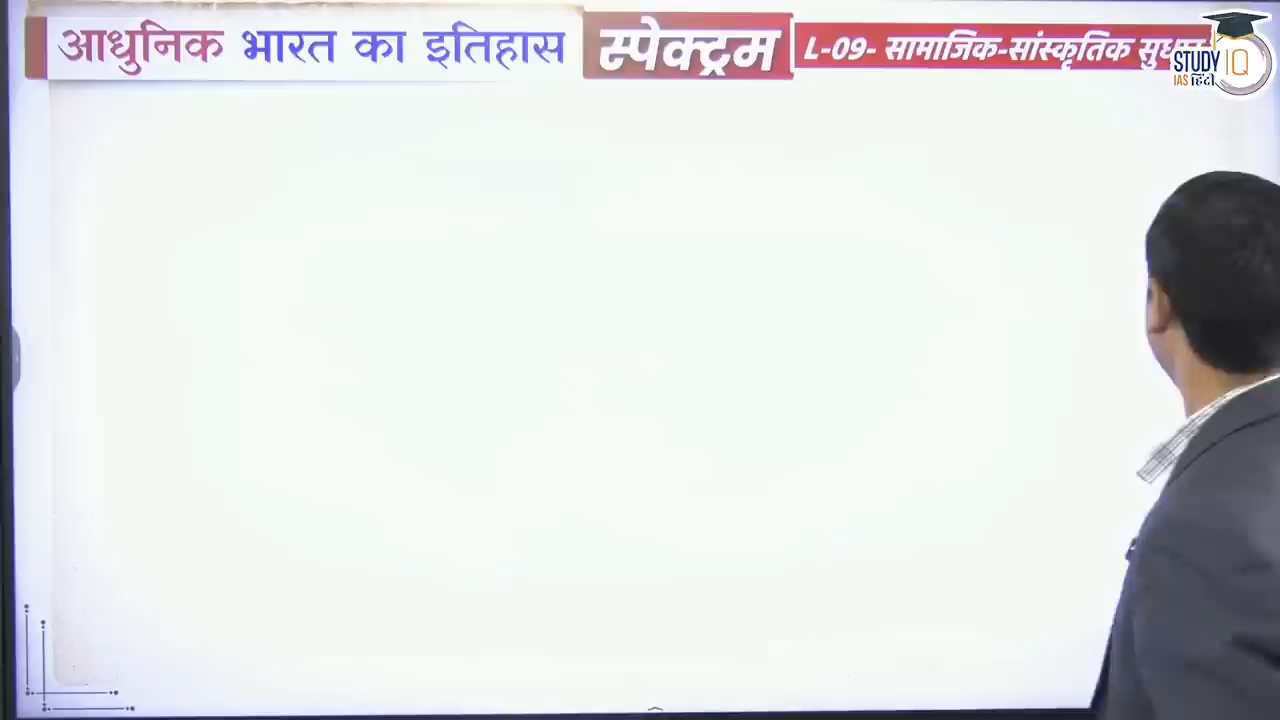 आधुनिक भारत का इतिहास स्पेक्ट्रम L-09- सामाजिक-सांस्कृतिक
STUDY IQ
IAS हिंदी